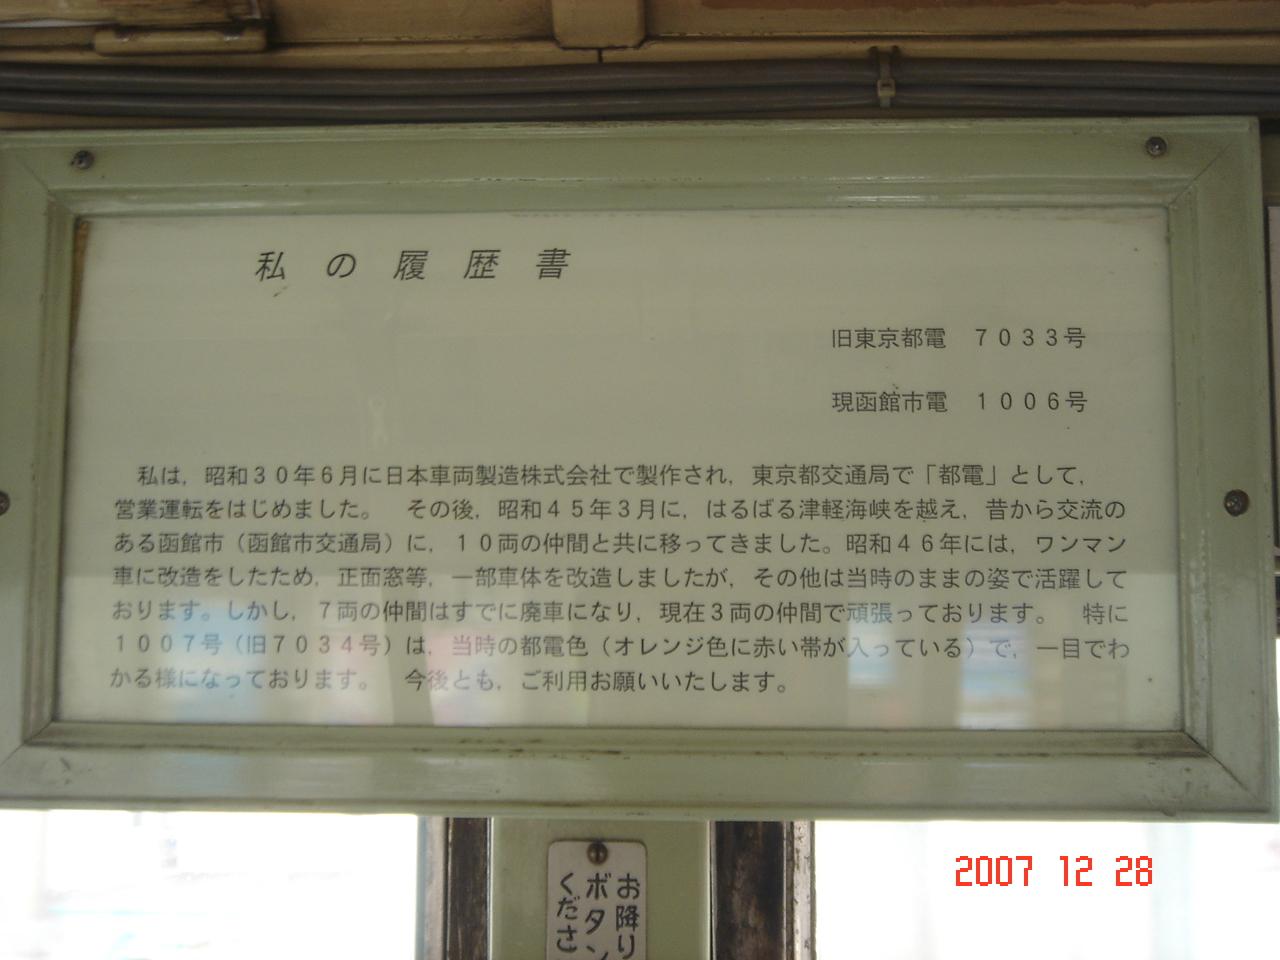 私の履歴書
旧東京都電　７０３３号
現函館市電　１００６号
私は，昭和３０年６月に日本車両製造株式会社で製作され，東京都交通局で「都電」として，
営業運転をはじめました。　その後，昭和４５年３月に，はるばる津軽海峡を越え，昔から交流の
ある函館市（函館市交通局）に，１０両の仲間と共に移ってきました。昭和４６年には，ワンマン
車に改造をしたため，正面窓等，一部車体を改造しましたが，その他は当時のままの姿で活躍して
おります。しかし，７両の仲間はすでに廃車になり，現在３両の仲間で頑張っております。　特に
１００７号（旧７０３４号）は，当時の都電色（オレンジ色に赤い帯が入っている）で，一目でわ
かる様になっております。　今後とも，ご利用お願いいたします。
お降り
ボタン
くださ
2007 12 28